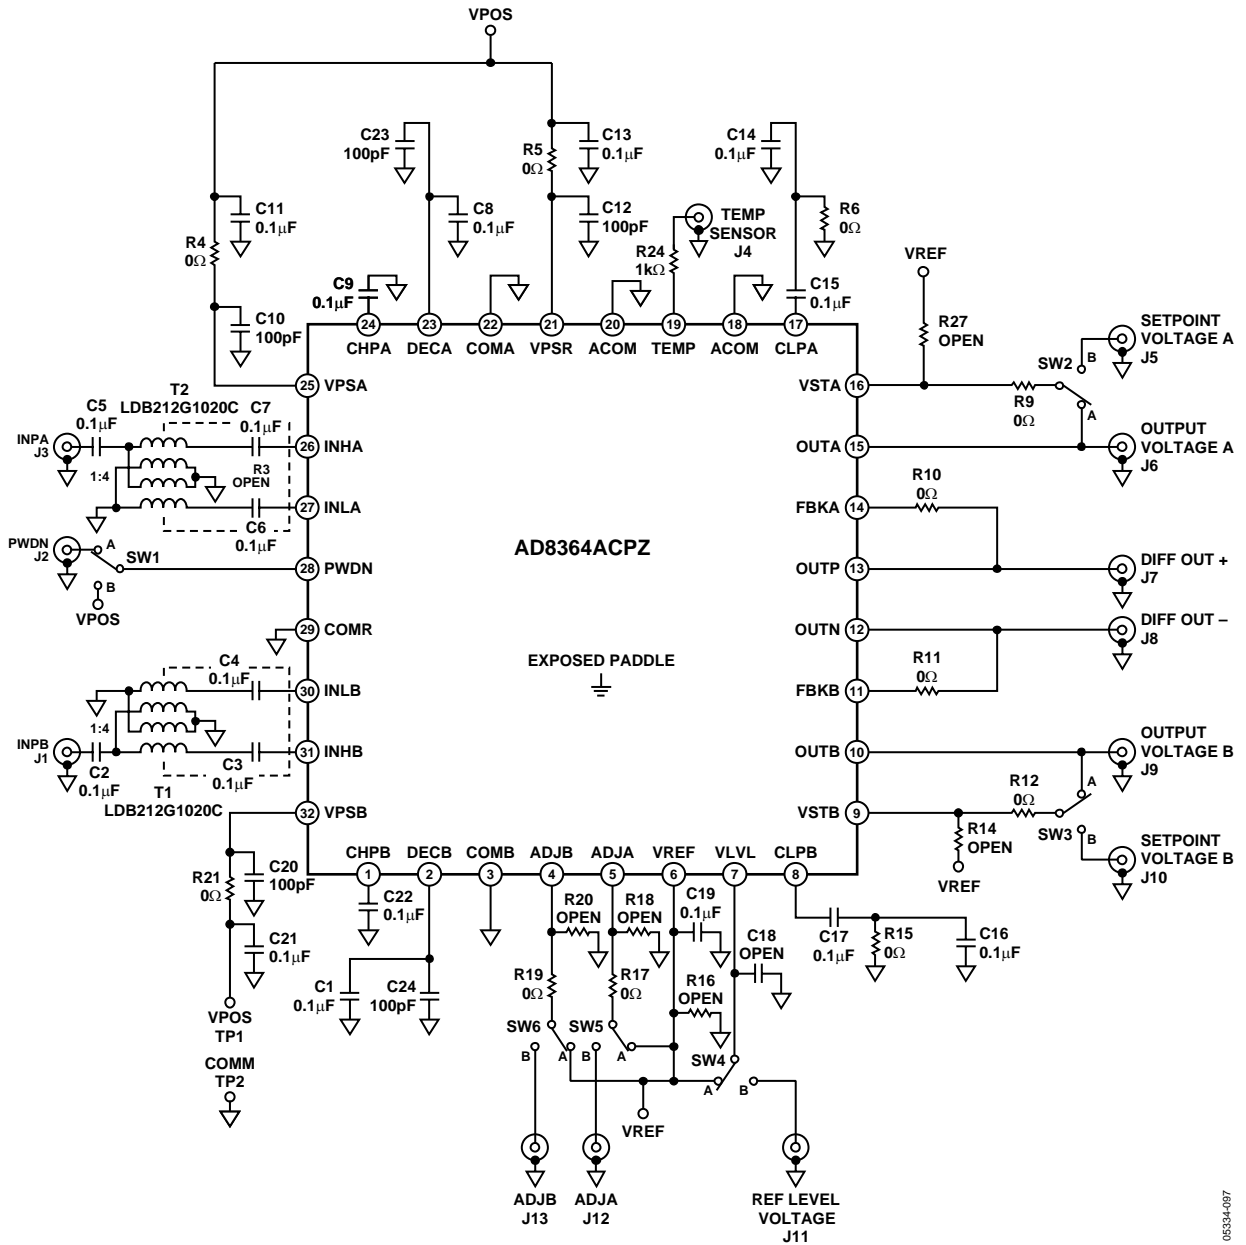 VPOS
C23
100pF
R5
0Ω
C13
0.1µF
C14
0.1µF
C11
0.1µF
R4
0Ω
C8
0.1µF
C12
100pF
TEMP
SENSOR
J4
R24
1kΩ
R6
0Ω
C10
100pF
C9
0.1µF
C15
0.1µF
VREF
R27
OPEN
24
23
22
21
20
19
18
17
CHPA
DECA
COMA
VPSR
ACOM
TEMP
ACOM
CLPA
SETPOINT
VOLTAGE A
J5
SW2
B
A
R9
0Ω
25
VPSA
VSTA
16
T2
LDB212G1020C
C5
0.1µF
C7
0.1µF
INPA
J3
26
INHA
OUTA
15
OUTPUT
VOLTAGE A
J6
1:4
R3
OPEN
R10
0Ω
27
INLA
FBKA
14
C6
0.1µF
PWDN
J2
A
SW1
B
VPOS
28
PWDN
AD8364ACPZ
OUTP
13
DIFF OUT +
J7
29
COMR
OUTN
12
DIFF OUT –
J8
EXPOSED PADDLE
C4
0.1µF
30
INLB
R11
0Ω
FBKB
11
1:4
INPB
J1
C2
0.1µF
C3
0.1µF
31
INHB
OUTB
10
OUTPUT
VOLTAGE B
J9
T1
LDB212G1020C
32
VPSB
VSTB
9
R12
0Ω
A
SW3
B
R14
OPEN
VREF
SETPOINT
VOLTAGE B
J10
CHPB
DECB
COMB
ADJB
ADJA
VREF
VLVL
CLPB
1
2
3
4
5
6
7
8
R21
0Ω
C20
100pF
C22
0.1µF
R20
OPEN
R18
OPEN
C19
0.1µF
C18
OPEN
C17
0.1µF
R15
0Ω
C16
0.1µF
C21
0.1µF
C1
0.1µF
C24
100pF
R19
0Ω
R17
0Ω
R16
OPEN
VPOS
TP1
COMM
TP2
SW6
B
A
SW5
B
A
SW4
A
B
VREF
ADJB
J13
ADJA
J12
REF LEVEL
VOLTAGE
J11
05334-097